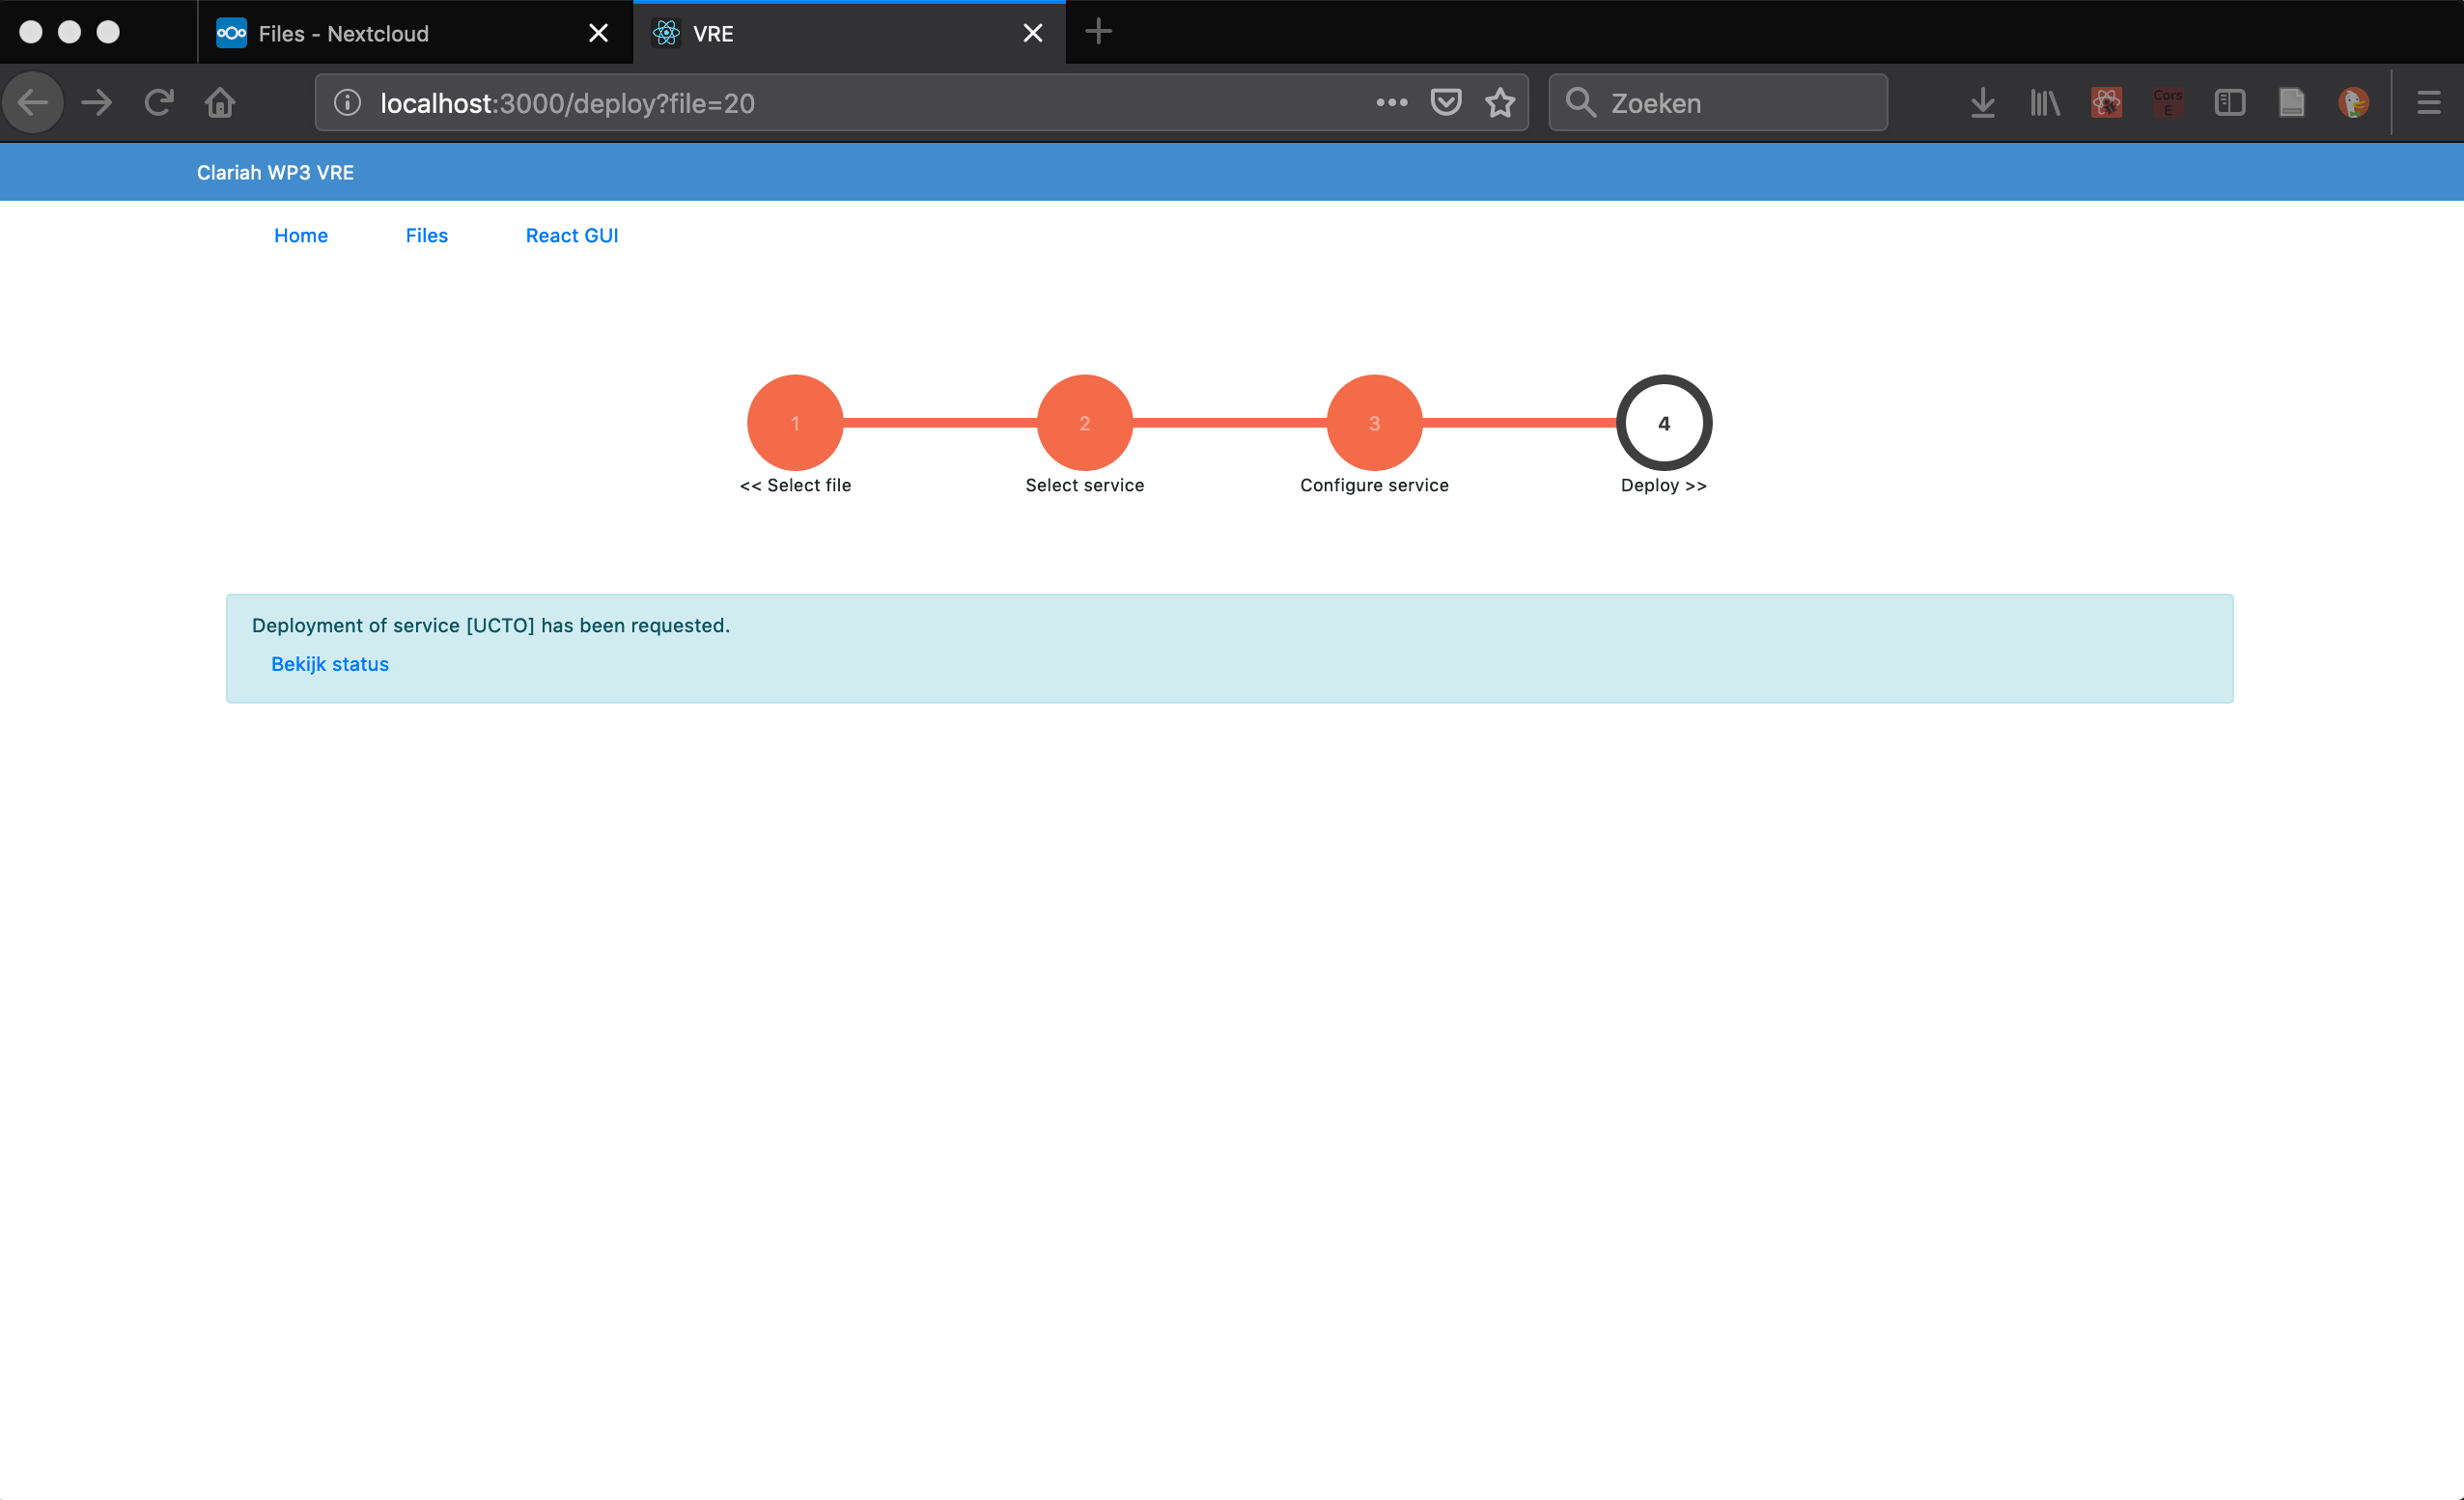 Files - Nextcloud
VRE
localhost:3000/deploy?file=20
Zoeken
Cors
E
Clariah WP3 VRE
Home Files React GUI
1 2 3 4
<< Select file Select service Configure service Deploy >>
Deployment of service [UCTO] has been requested.
Bekijk status